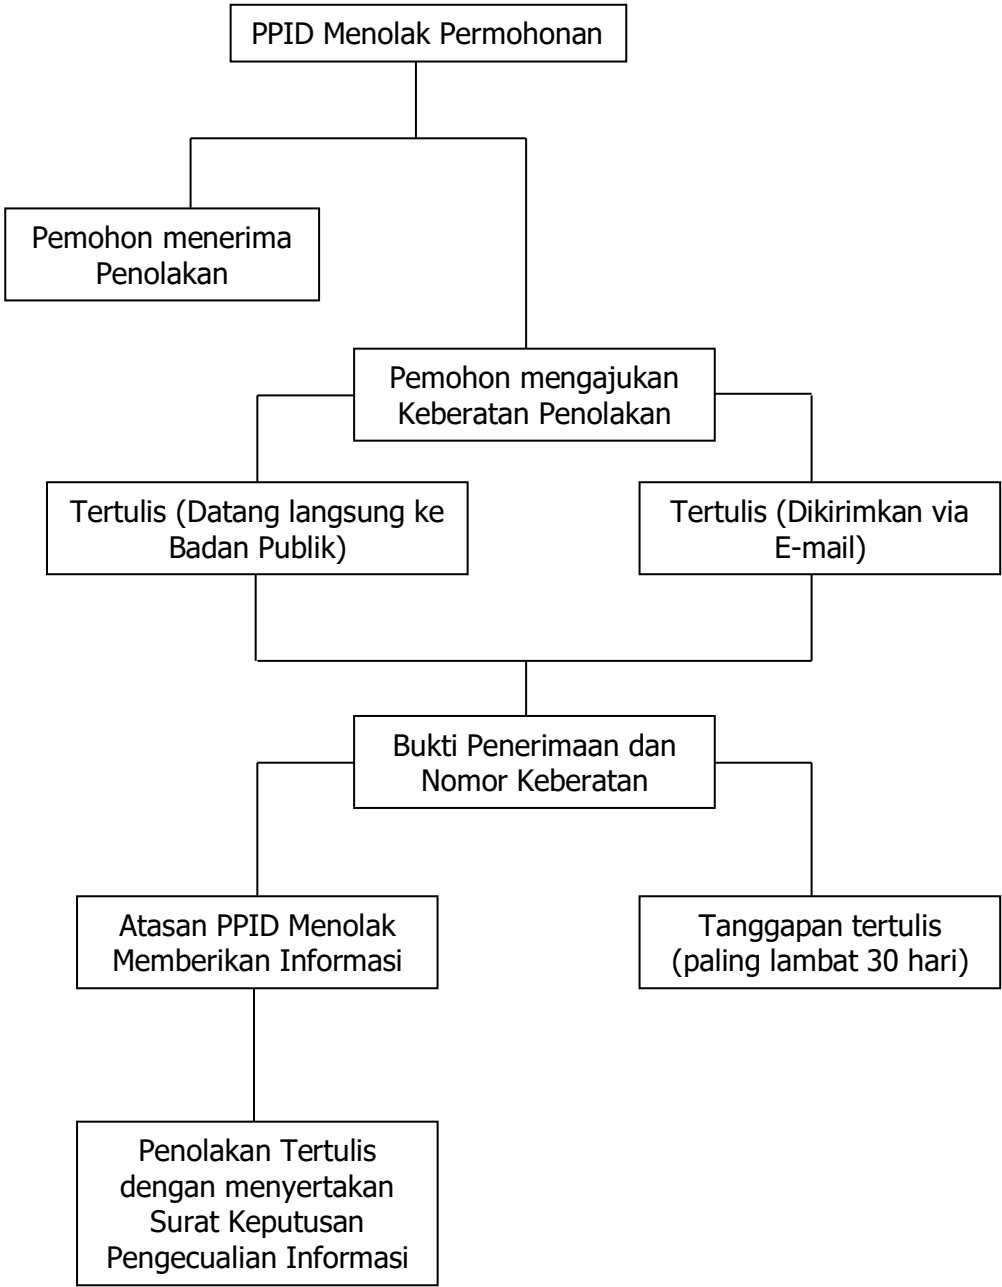 PPID Menolak Permohonan
Pemohon menerima
Penolakan
Pemohon mengajukan
Keberatan Penolakan
Tertulis (Datang langsung ke
Badan Publik)
Tertulis (Dikirimkan via
E-mail)
Bukti Penerimaan dan
Nomor Keberatan
Atasan PPID Menolak
Memberikan Informasi
Tanggapan tertulis
(paling lambat 30 hari)
Penolakan Tertulis
dengan menyertakan
Surat Keputusan
Pengecualian Informasi